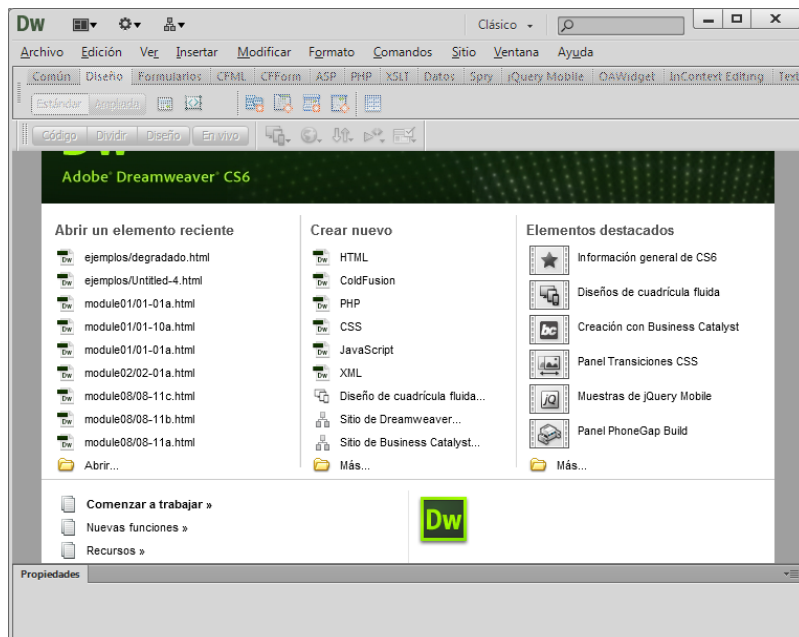 Dw Clásico
Archivo Edición Ver Insertar Modificar Formato Comandos Sitio Ventana Ayuda
Común Diseño Formularios CFML CFForm ASP PHP XSLT Datos Spry jQuery Mobile OAWidget InContext Editing Text
Estándar Ampliada
Código Dividir Diseño En vivo
Adobe® Dreamweaver® CS6
Abrir un elemento reciente
ejemplos/degradado.html
ejemplos/Untitled-4.html
module01/01-01a.html
module01/01-10a.html
module01/01-01a.html
module02/02-01a.html
module08/08-11c.html
module08/08-11b.html
module08/08-11a.html
Abrir...
Crear nuevo
HTML
ColdFusion
PHP
CSS
JavaScript
XML
Diseño de cuadrícula fluida...
Sitio de Dreamweaver...
Sitio de Business Catalyst...
Más...
Elementos destacados
Información general de CS6
Diseños de cuadrícula fluida
bc Creación con Business Catalyst
Panel Transiciones CSS
jQ Muestras de jQuery Mobile
Panel PhoneGap Build
Más...
Comenzar a trabajar »
Nuevas funciones »
Recursos »
Dw
Propiedades